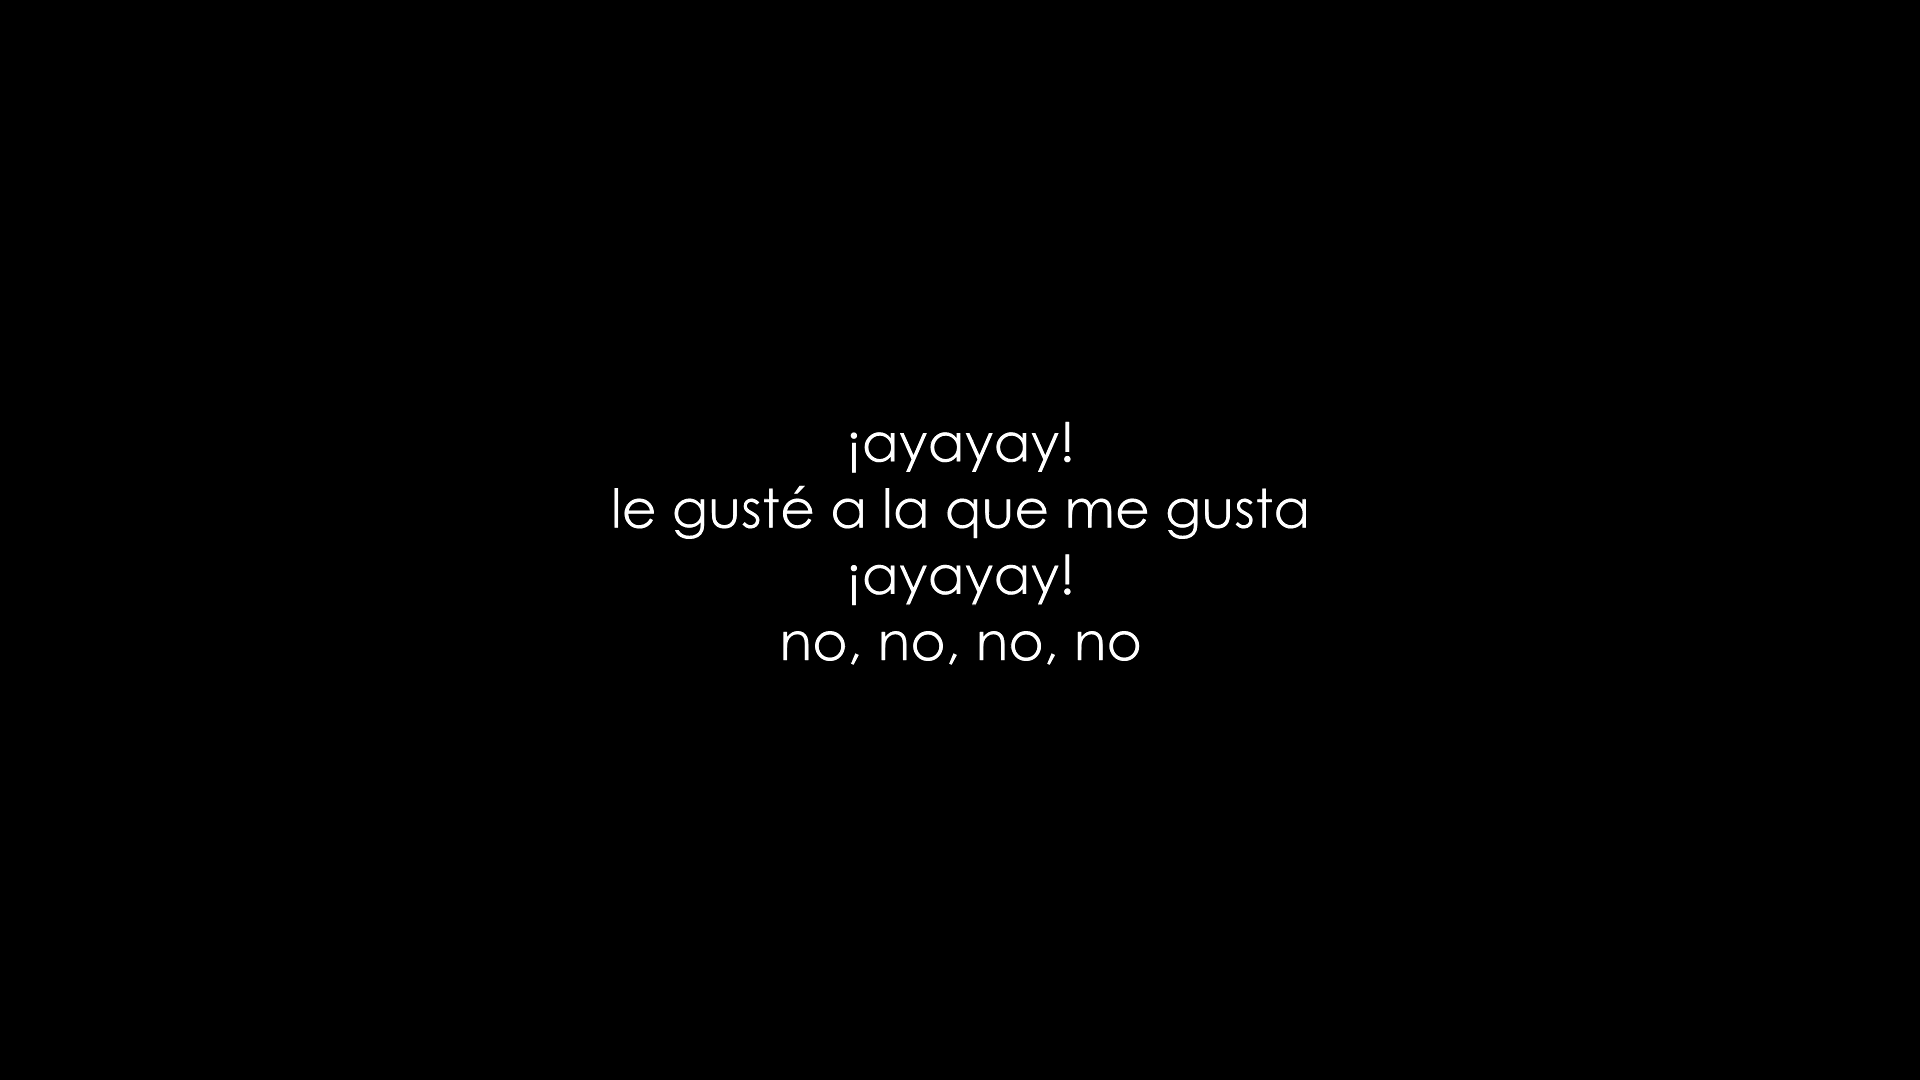 ¡ayayay!
le gusté a la que me gusta
¡ayayay!
no, no, no, no